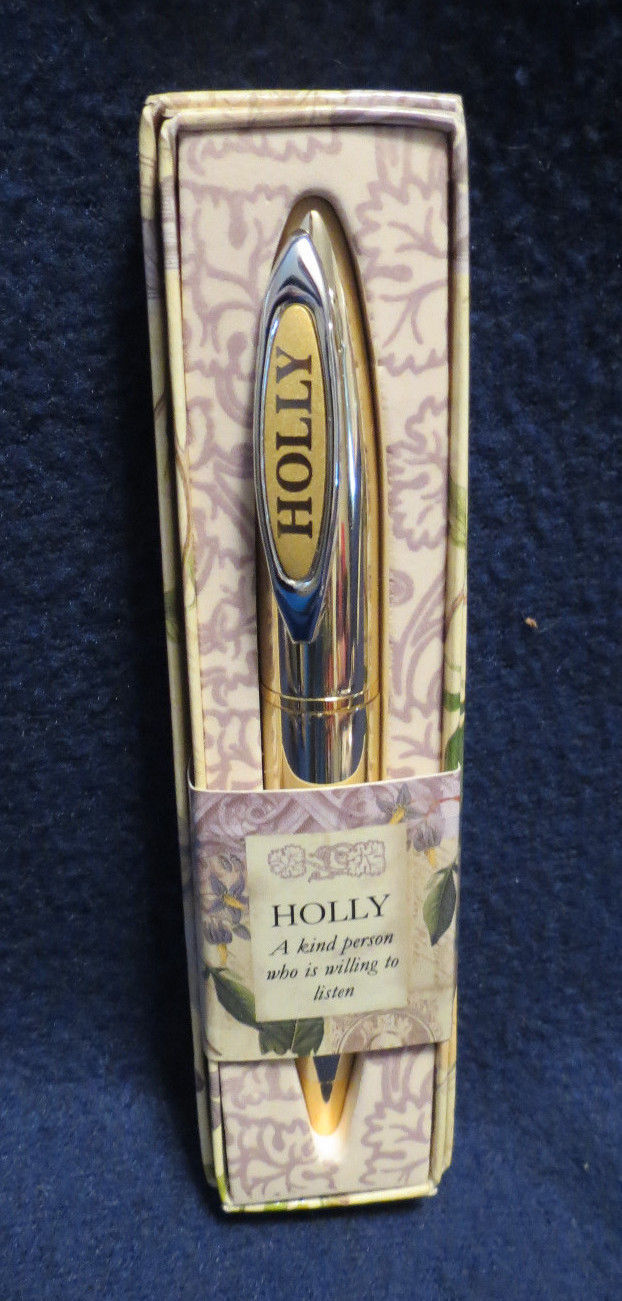 HOLLY
HOLLY
A kind person
who is willing to
listen